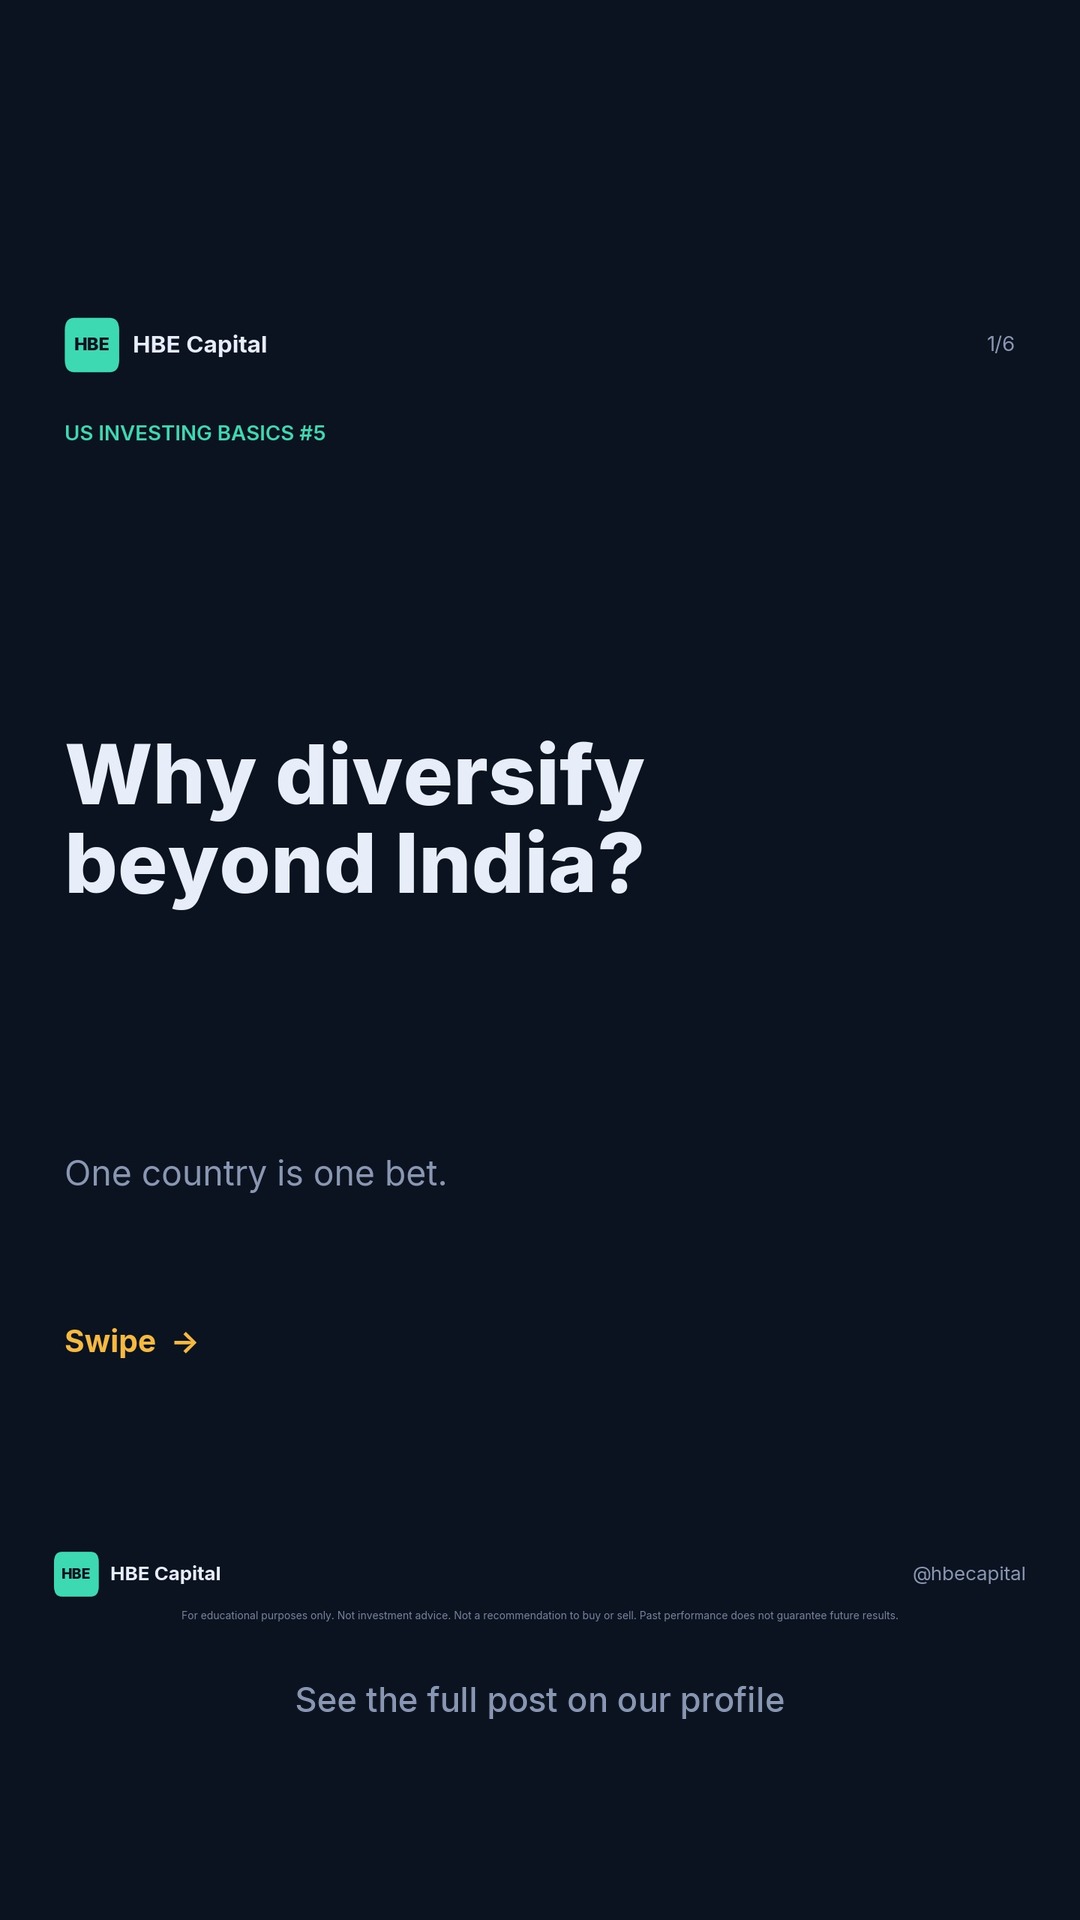 HBE HBE Capital 1/6
US INVESTING BASICS #5
Why diversify
beyond India?
One country is one bet.
Swipe →
HBE HBE Capital @hbecapital
For educational purposes only. Not investment advice. Not a recommendation to buy or sell. Past performance does not guarantee future results.
See the full post on our profile